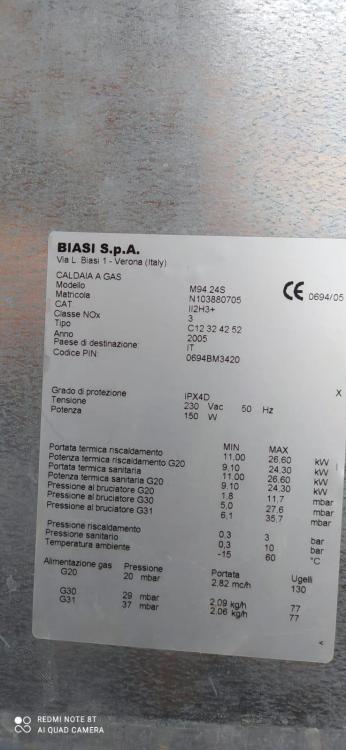 BIASI S.p.A.
Via L. Biasi 1 - Verona (Italy)
CALDAIA A GAS
Modello M94 24S
Matricola N103880705
CAT II2H3+
Classe NOx 3
Tipo C12 32 42 52
Anno 2005
Paese di destinazione: IT
Codice PIN: 0694BM3420
CE 0694/05
Grado di protezione IPX4D X
Tensione 230 Vac 50 Hz
Potenza 150 W
MIN MAX
Portata termica riscaldamento 11,00 26,60 kW
Potenza termica riscaldamento G20 9,10 24,30 kW
Portata termica sanitaria 11,00 26,60 kW
Potenza termica sanitaria G20 9,10 24,30 kW
Pressione al bruciatore G20 1,8 11,7 mbar
Pressione al bruciatore G30 5,0 27,6 mbar
Pressione al bruciatore G31 6,1 35,7 mbar
Pressione riscaldamento 0,3 3 bar
Pressione sanitario 0,3 10 bar
Temperatura ambiente -15 60 °C
Alimentazione gas Pressione Portata Ugelli
G20 20 mbar 2,82 mc/h 130
G30 29 mbar 2.09 kg/h 77
G31 37 mbar 2.06 kg/h 77
<
REDMI NOTE 8T
AI QUAD CAMERA